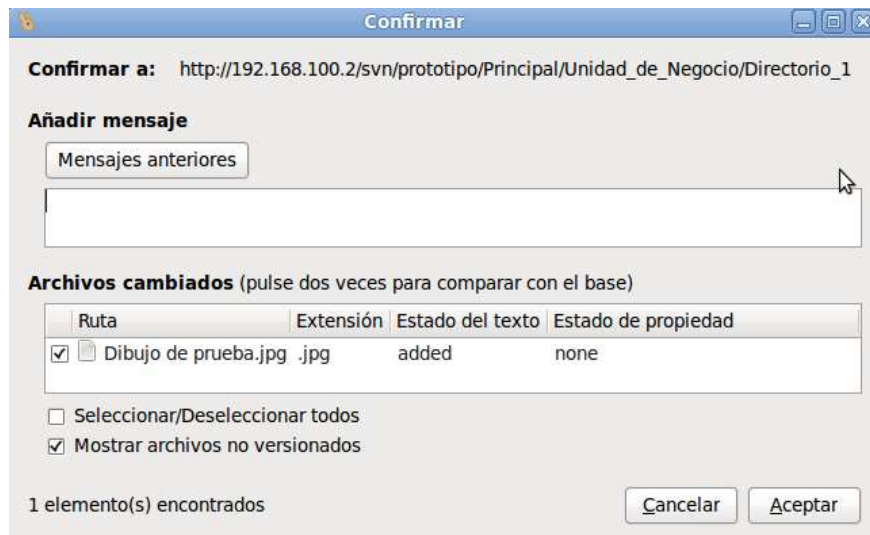 Confirmar
Confirmar a: http://192.168.100.2/svn/prototipo/Principal/Unidad_de_Negocio/Directorio_1
Añadir mensaje
Mensajes anteriores
Archivos cambiados (pulse dos veces para comparar con el base)
Ruta Extensión Estado del texto Estado de propiedad
Dibujo de prueba.jpg .jpg added none
Seleccionar/Deseleccionar todos
Mostrar archivos no versionados
1 elemento(s) encontrados Cancelar Aceptar